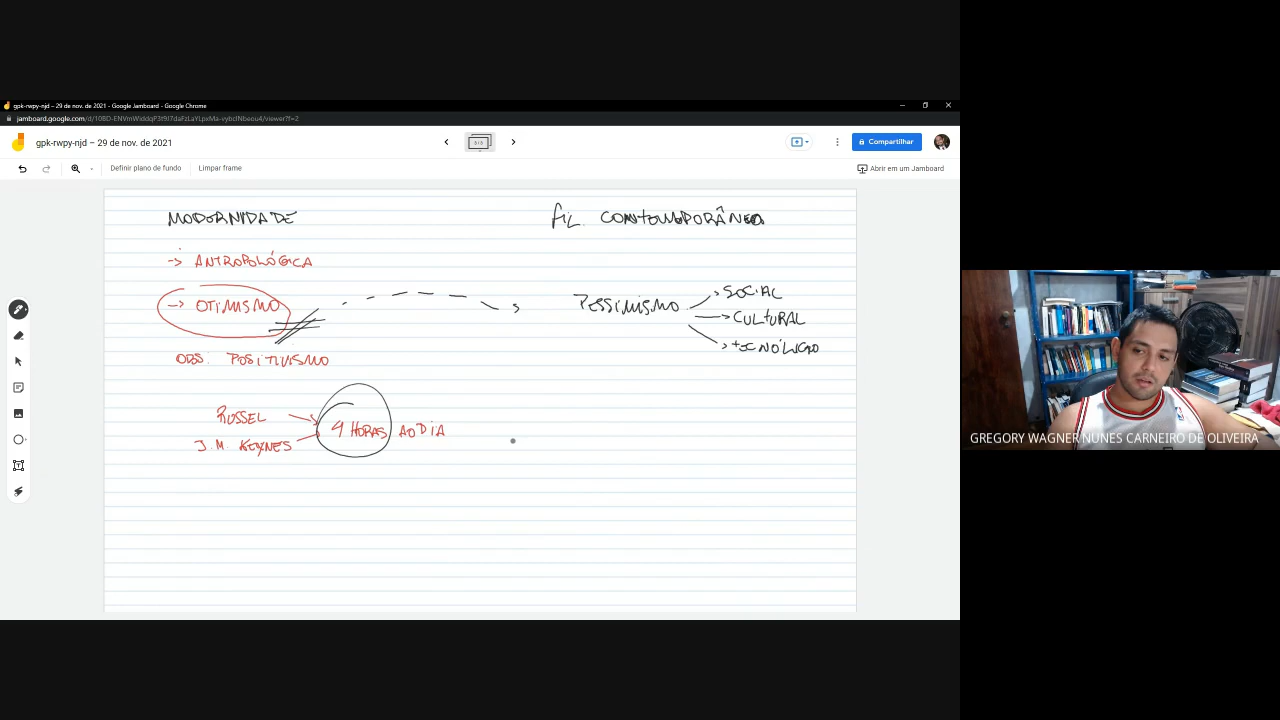 gpk-rwpy-njd – 29 de nov. de 2021 - Google Jamboard - Google Chrome
gpk-rwpy-njd – 29 de nov. de 2021
Compartilhar
Definir plano de fundo
Limpar frame
Abrir em um Jamboard
MODERNIDADE
FIL. CONTEMPORÂNEA
-> ANTROPOLÓGICA
-> OTIMISMO
PESSIMISMO
-> SOCIAL
-> CULTURAL
-> TECNÓLIGÃO
OBS: POSITIVISMO
RUSSEL
J. M. KEYNES
4 HORAS AO DIA
GREGORY WAGNER NUNES CARNEIRO DE OLIVEIRA